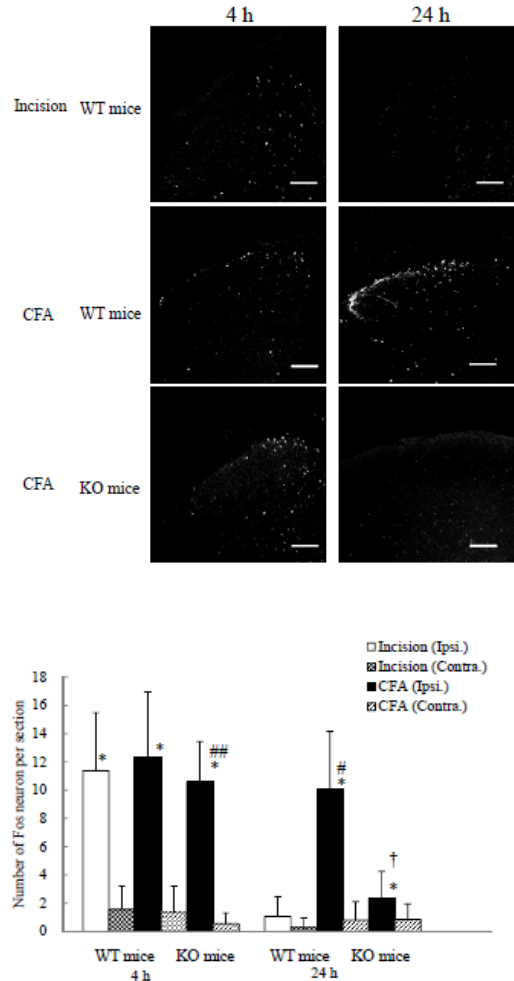 4 h 24 h
Incision WT mice
CFA WT mice
CFA KO mice
Incision (Ipsi.)
Incision (Contra.)
CFA (Ipsi.)
CFA (Contra.)
Number of Fos neuron per section
18
16
14
12
10
8
6
4
2
0
* * ## * # * † *
WT mice KO mice WT mice KO mice
4 h 24 h